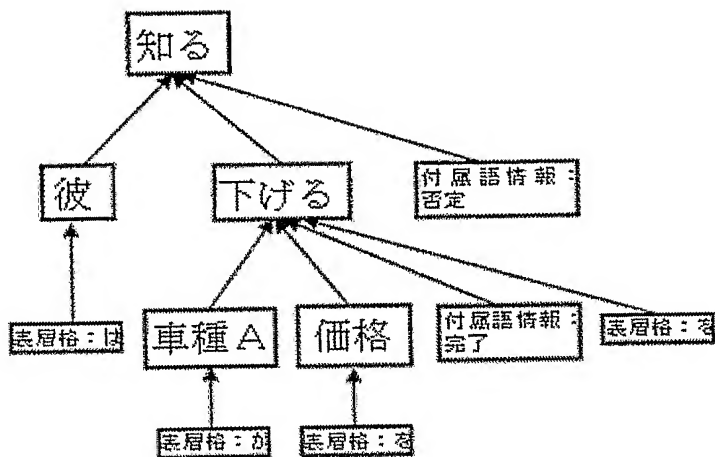 知る
彼
下げる
付属語情報：
否定
表層格：は
車種A
価格
付属語情報：
完了
表層格：を
表層格：が
表層格：を